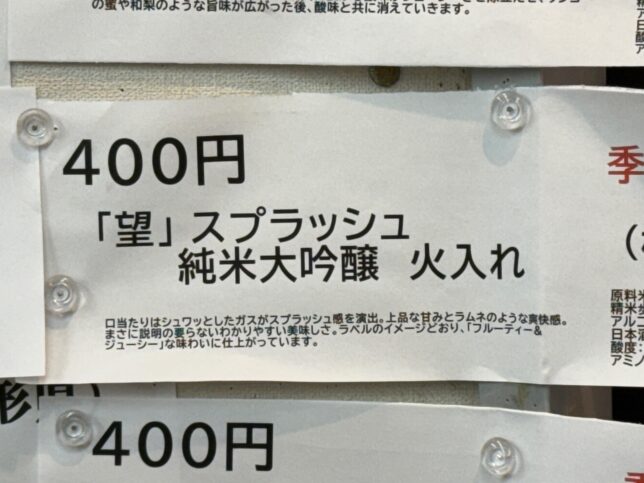 の蜜や和梨のような旨味が広がった後、酸味と共に消えていきます。
400円
「望」スプラッシュ
純米大吟醸 火入れ
口当たりはシュワッとしたガスがスプラッシュ感を演出。上品な甘みとラムネのような爽快感。
まさに説明の要らないわかりやすい美味しさ。ラベルのイメージどおり、「フルーティー&
ジューシー」な味わいに仕上がっています。
季
原料米
精米歩
アルコ
日本酒
酸度:
アミノ
400円